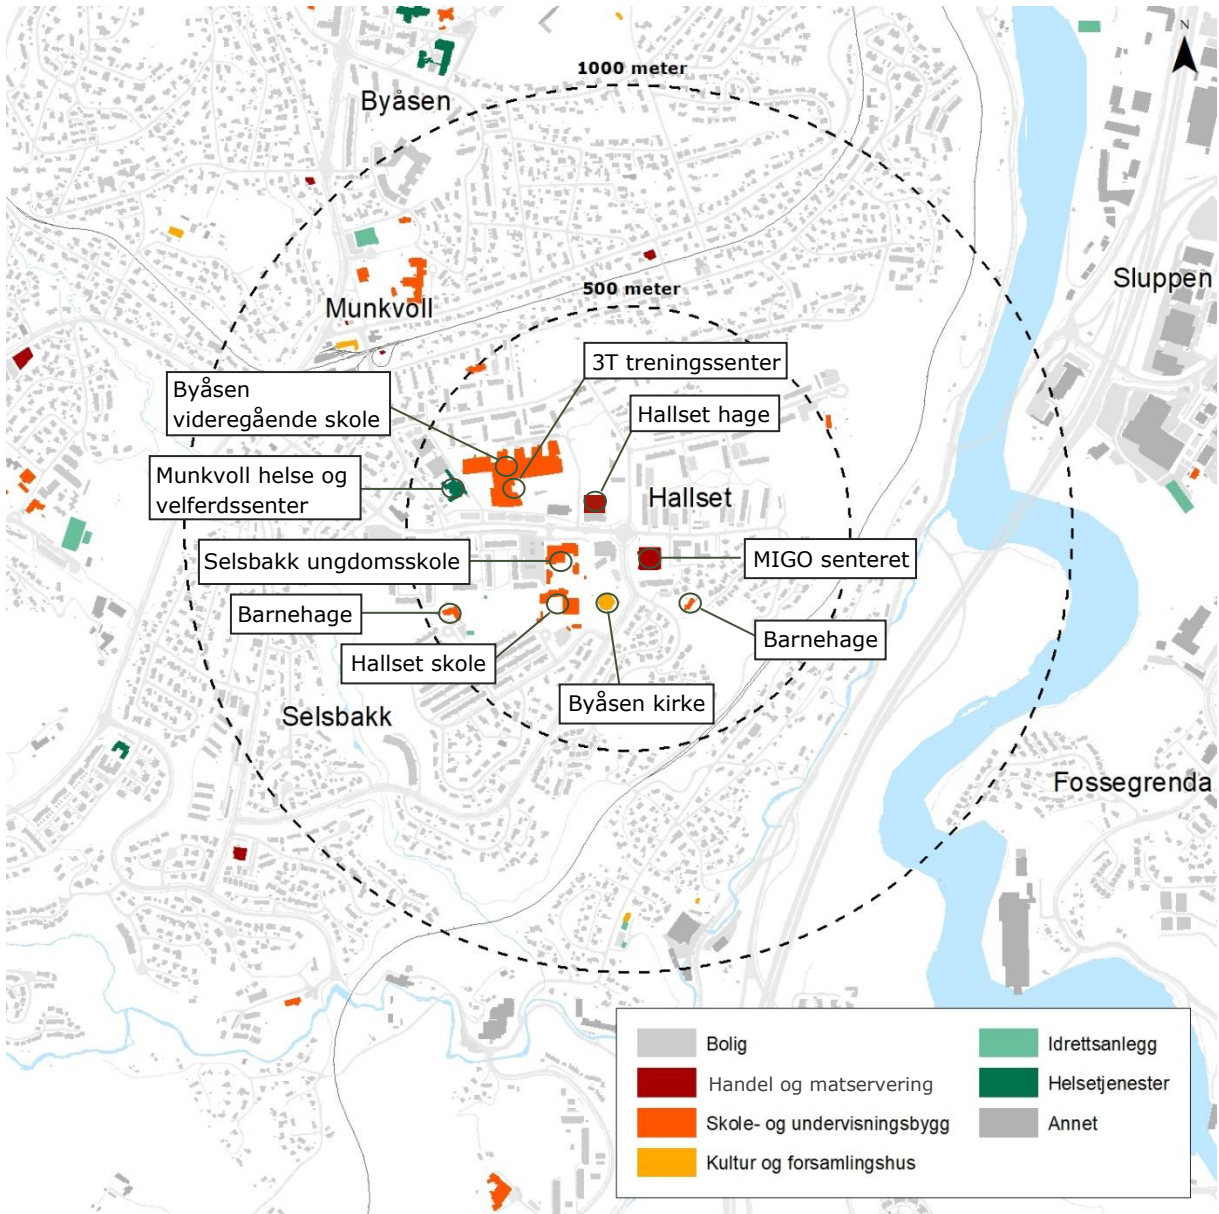 N
1000 meter
Byåsen
Sluppen
500 meter
Munkvoll
3T treningssenter
Byåsen
videregående skole
Hallset hage
Munkvoll helse og
velferdssenter
Hallset
Selsbakk ungdomsskole
MIGO senteret
Barnehage
Barnehage
Hallset skole
Byåsen kirke
Selsbakk
Fossegrenda
Bolig
Handel og matservering
Skole- og undervisningsbygg
Kultur og forsamlingshus
Idrettsanlegg
Helsetjenester
Annet